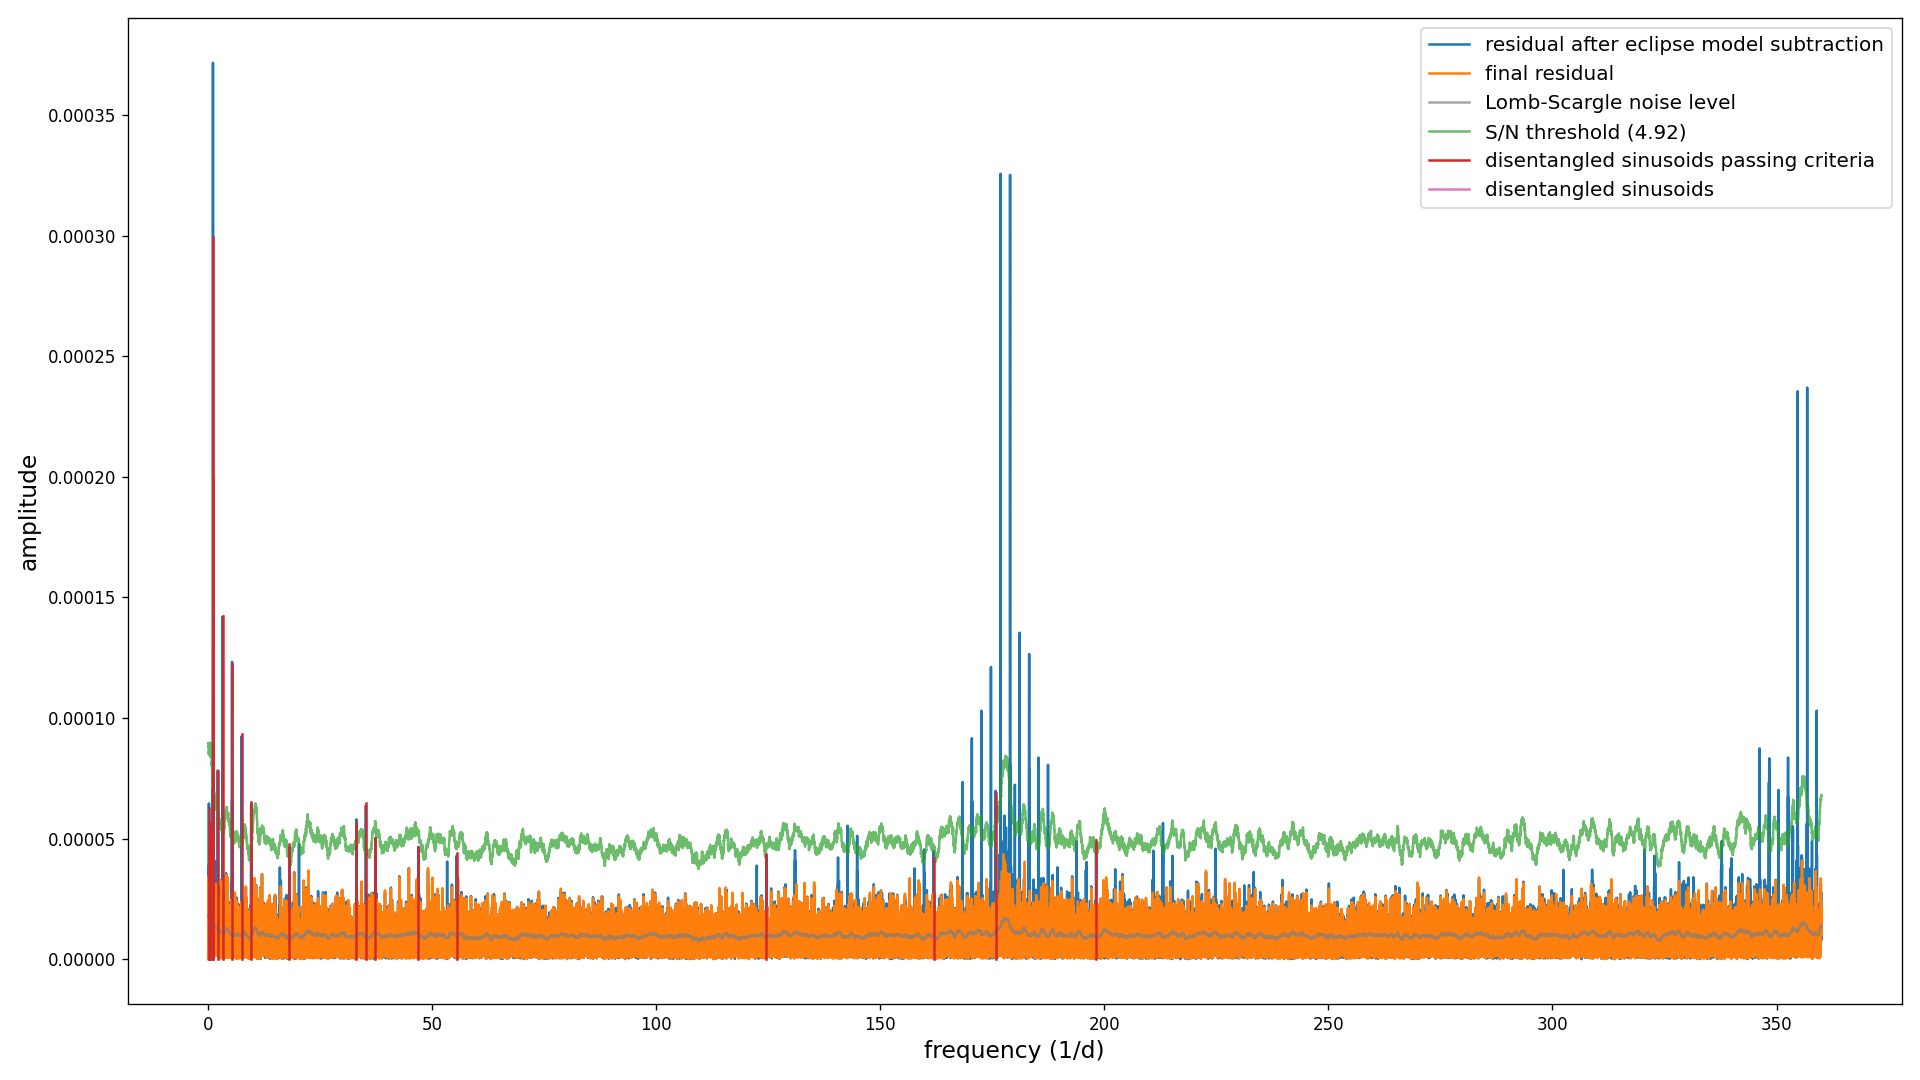 residual after eclipse model subtraction
final residual
Lomb-Scargle noise level
S/N threshold (4.92)
disentangled sinusoids passing criteria
disentangled sinusoids
0.00035
0.00030
0.00025
0.00020
0.00015
0.00010
0.00005
0.00000
amplitude
0 50 100 150 200 250 300 350
frequency (1/d)